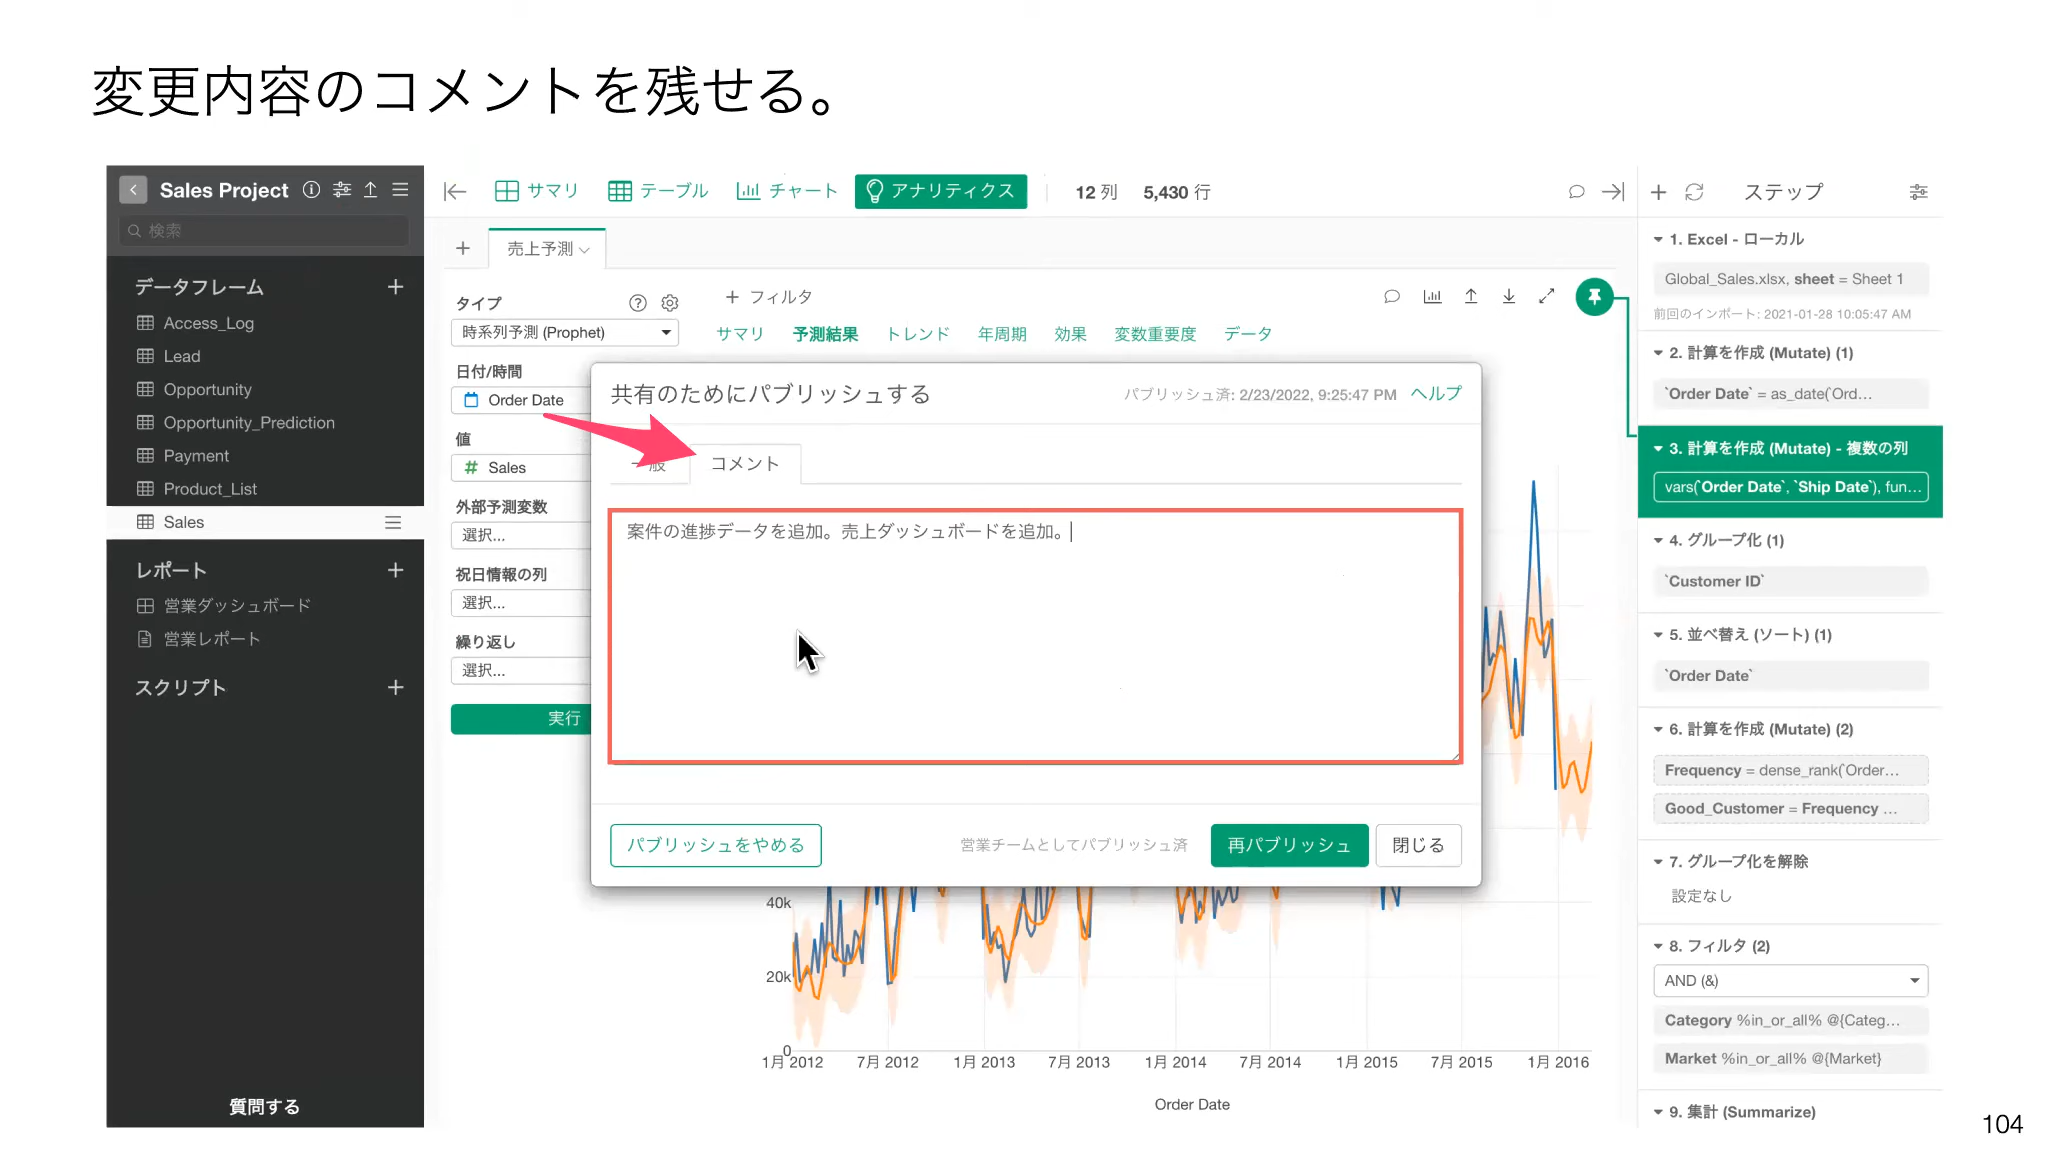 変更内容のコメントを残せる。
Sales Project
検索
データフレーム
Access_Log
Lead
Opportunity
Opportunity_Prediction
Payment
Product_List
Sales
レポート
営業ダッシュボード
営業レポート
スクリプト
質問する
サマリ
テーブル
チャート
アナリティクス
12 列
5,430 行
売上予測
タイプ
時系列予測 (Prophet)
日付/時間
Order Date
値
Sales
外部予測変数
選択...
祝日情報の列
選択...
繰り返し
選択...
実行
フィルタ
サマリ 予測結果 トレンド 年周期 効果 変数重要度 データ
共有のためにパブリッシュする
パブリッシュ済: 2/23/2022, 9:25:47 PM
ヘルプ
コメント
案件の進捗データを追加。売上ダッシュボードを追加。
パブリッシュをやめる
営業チームとしてパブリッシュ済
再パブリッシュ
閉じる
40k
20k
0
1月 2012 7月 2012 1月 2013 7月 2013 1月 2014 7月 2014 1月 2015 7月 2015 1月 2016
Order Date
ステップ
1. Excel - ローカル
Global_Sales.xlsx, sheet = Sheet 1
前回のインポート: 2021-01-28 10:05:47 AM
2. 計算を作成 (Mutate) (1)
`Order Date` = as_date(`Ord...
3. 計算を作成 (Mutate) - 複数の列
vars(`Order Date`, `Ship Date`), fun...
4. グループ化 (1)
`Customer ID`
5. 並べ替え (ソート) (1)
`Order Date`
6. 計算を作成 (Mutate) (2)
Frequency = dense_rank(`Order...
Good_Customer = Frequency ...
7. グループ化を解除
設定なし
8. フィルタ (2)
AND (&)
Category %in_or_all% @{Categ...
Market %in_or_all% @{Market}
9. 集計 (Summarize)
104